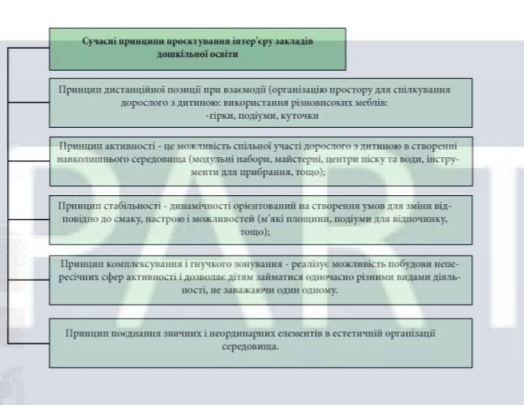 Сучасні принципи проєктування інтер'єру закладів
дошкільної освіти
Принцип дистанційної позиції при взаємодії (організацію простору для спілкування
дорослого з дитиною: використання різновисоких меблів:
-гірки, подіуми, куточки
Принцип активності - це можливість спільної участі дорослого з дитиною в створенні
навколишнього середовища (модульні набори, майстерні, центри піску та води, інстру-
менти для прибрання, тощо);
Принцип стабільності - динамічності орієнтований на створення умов для зміни від-
повідно до смаку, настрою і можливостей (м'які площини, подіуми для відпочинку,
тощо);
Принцип комплексування і гнучкого зонування - реалізує можливість побудови непе-
ресічних сфер активності і дозволяє дітям займатися одночасно різними видами діяль-
ності, не заважаючи один одному.
Принцип поєднання звичних і неординарних елементів в естетичній організації
середовища.
PART